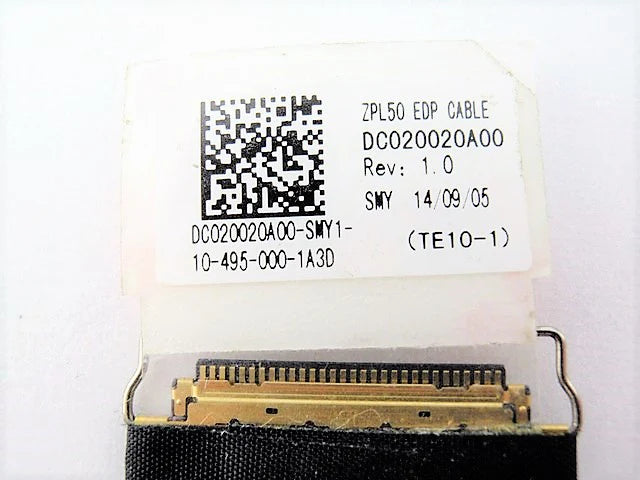 ZPL50 EDP CABLE
DC020020A00
Rev: 1.0
SMY 14/09/05
DC020020A00-SMY1-
10-495-000-1A3D
(TE10-1)